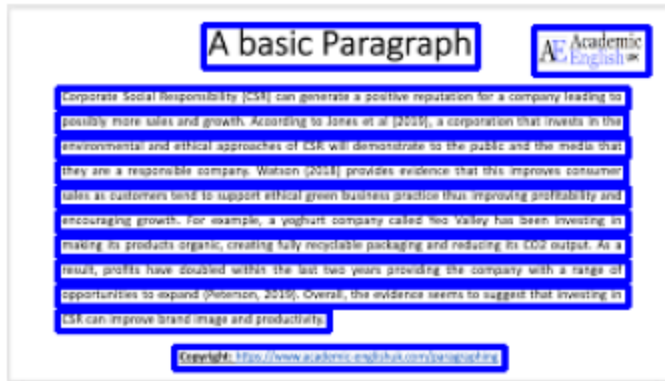 A basic Paragraph
AE Academic English UK
Corporate Social Responsibility (CSR) can generate a positive reputation for a company leading to
possibly more sales and growth. According to Jones et al (2019), a corporation that invests in the
environmental and ethical approaches of CSR will demonstrate to the public and the media that
they are a responsible company. Watson (2018) provides evidence that this improves consumer
sales as customers tend to support ethical green business practice thus improving profitability and
encouraging growth. For example, a yoghurt company called Yeo Valley has been investing in
making its products organic, creating fully recyclable packaging and reducing its CO2 output. As a
result, profits have doubled within the last two years providing the company with a range of
opportunities to expand (Peterson, 2019). Overall, the evidence seems to suggest that investing in
CSR can improve brand image and productivity.
Copyright: https://www.academic-englishuk.com/paragraphing